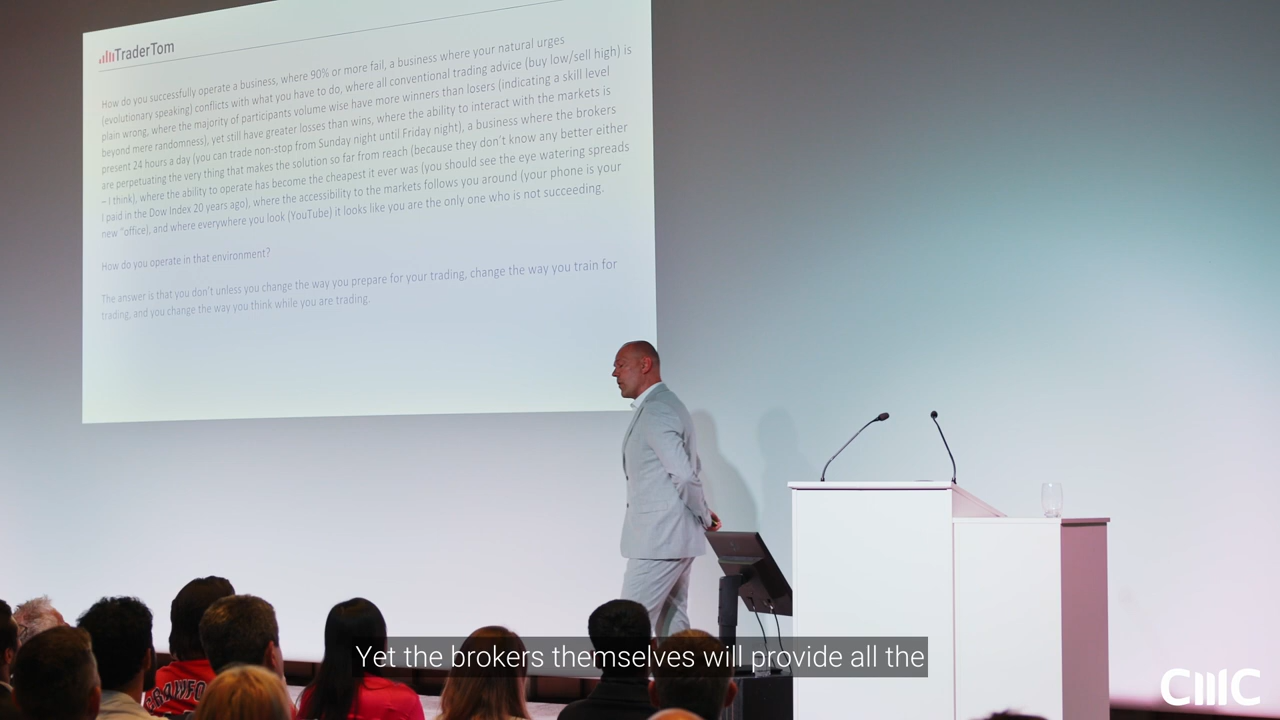 TraderTom
How do you successfully operate a business, where 90% or more fail, a business where your natural urges
(evolutionary speaking) conflicts with what you have to do, where all conventional trading advice (buy low/sell high) is
plain wrong, where the majority of participants volume wise have more winners than losers (indicating a skill level
beyond mere randomness), yet still have greater losses than wins, where the ability to interact with the markets is
present 24 hours a day (you can trade non-stop from Sunday night until Friday night), a business where the brokers
are perpetuating the very thing that makes the solution so far from reach (because they don't know any better either
– I think), where the ability to operate has become the cheapest it ever was (you should see the eye watering spreads
I paid in the Dow Index 20 years ago), where the accessibility to the markets follows you around (your phone is your
new "office), and where everywhere you look (YouTube) it looks like you are the only one who is not succeeding.
How do you operate in that environment?
The answer is that you don't unless you change the way you prepare for your trading, change the way you train for
trading, and you change the way you think while you are trading.
Yet the brokers themselves will provide all the
CMC